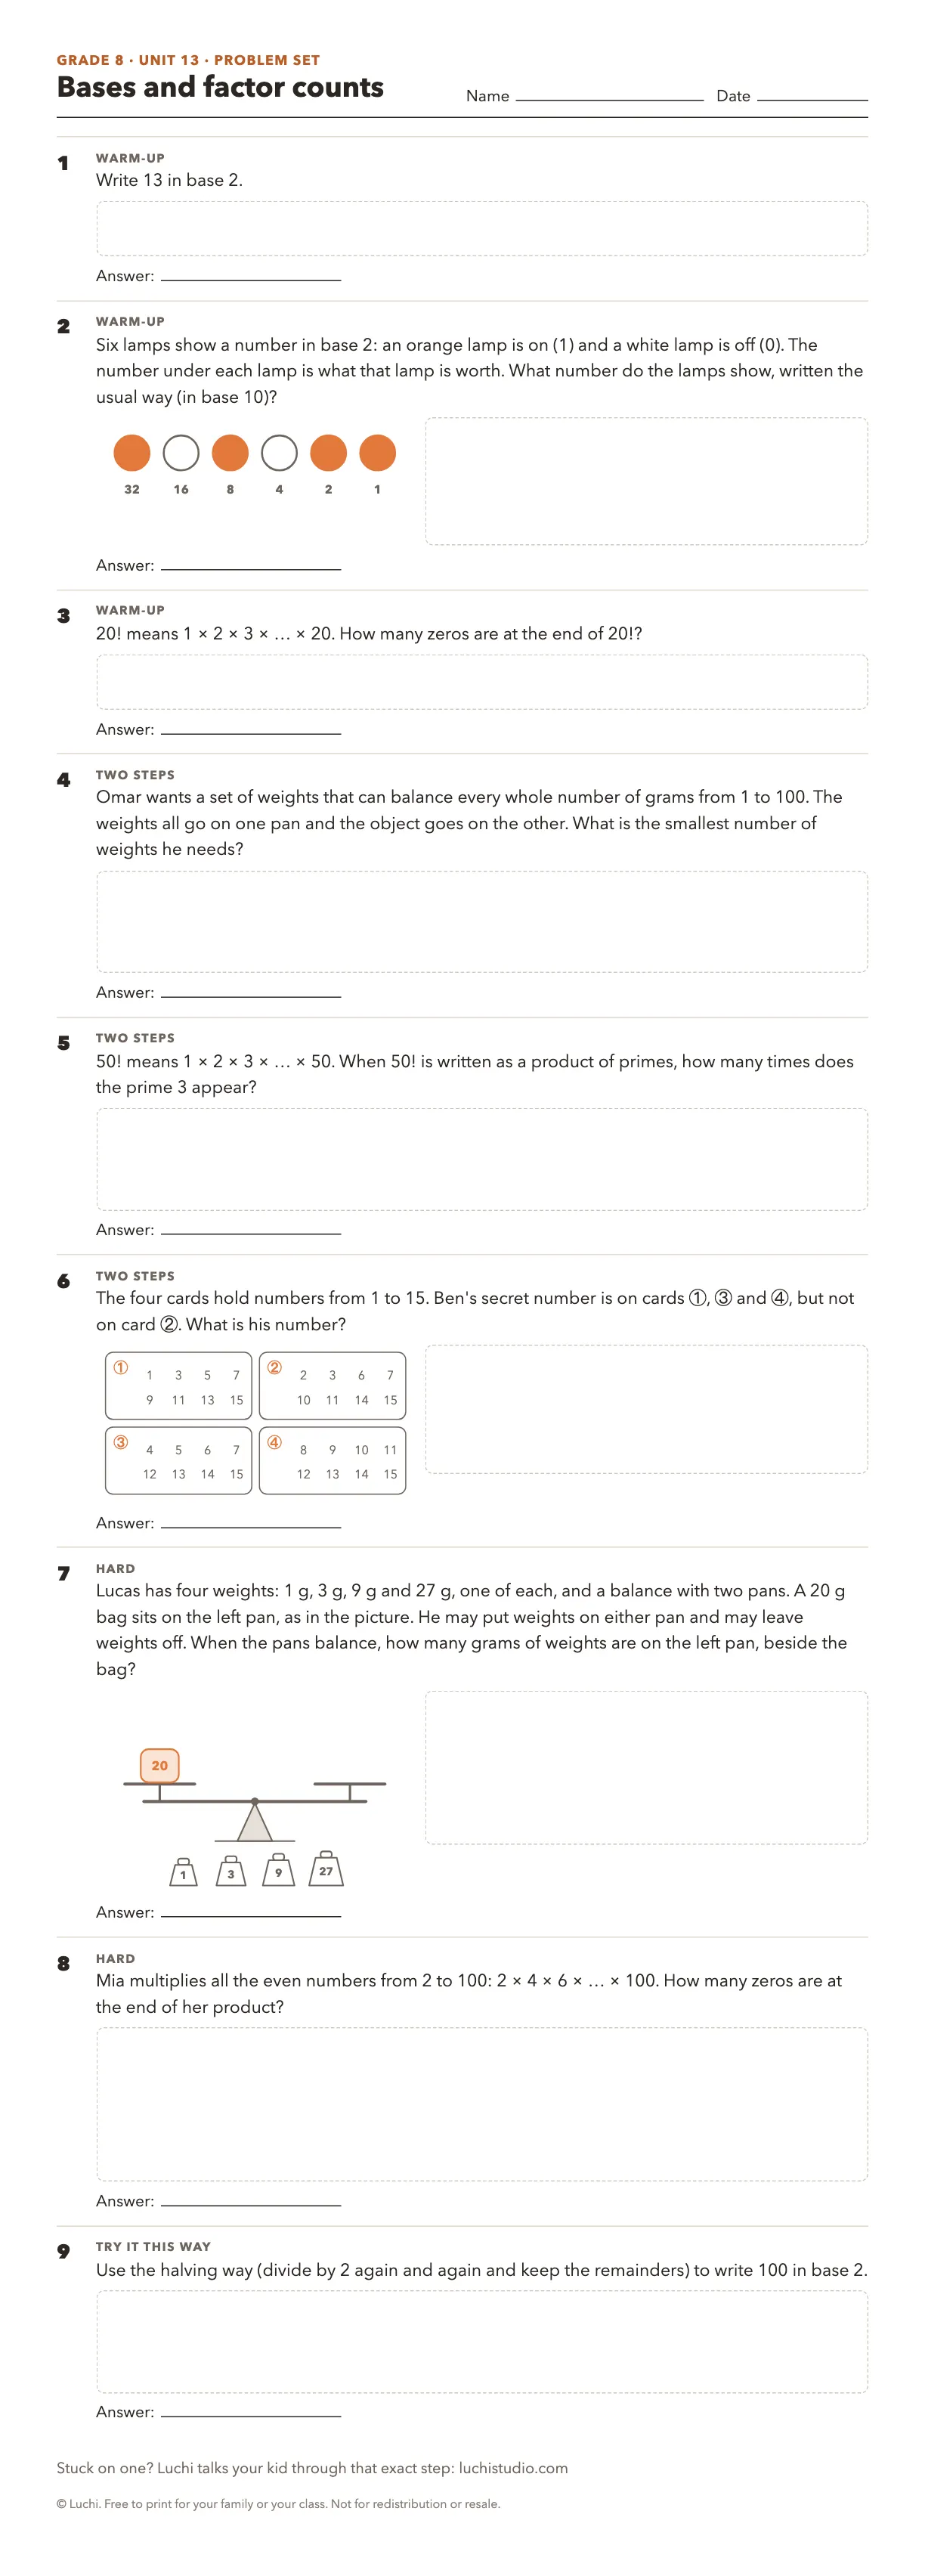 GRADE 8 · UNIT 13 · PROBLEM SET
Bases and factor counts
Name
Date
1
WARM-UP
Write 13 in base 2.
Answer:
2
WARM-UP
Six lamps show a number in base 2: an orange lamp is on (1) and a white lamp is off (0). The
number under each lamp is what that lamp is worth. What number do the lamps show, written the
usual way (in base 10)?
32 16 8 4 2 1
Answer:
3
WARM-UP
20! means 1 × 2 × 3 × … × 20. How many zeros are at the end of 20!?
Answer:
4
TWO STEPS
Omar wants a set of weights that can balance every whole number of grams from 1 to 100. The
weights all go on one pan and the object goes on the other. What is the smallest number of
weights he needs?
Answer:
5
TWO STEPS
50! means 1 × 2 × 3 × … × 50. When 50! is written as a product of primes, how many times does
the prime 3 appear?
Answer:
6
TWO STEPS
The four cards hold numbers from 1 to 15. Ben's secret number is on cards ①, ③ and ④, but not
on card ②. What is his number?
① 1 3 5 7
9 11 13 15
② 2 3 6 7
10 11 14 15
③ 4 5 6 7
12 13 14 15
④ 8 9 10 11
12 13 14 15
Answer:
7
HARD
Lucas has four weights: 1 g, 3 g, 9 g and 27 g, one of each, and a balance with two pans. A 20 g
bag sits on the left pan, as in the picture. He may put weights on either pan and may leave
weights off. When the pans balance, how many grams of weights are on the left pan, beside the
bag?
20
1 3 9 27
Answer:
8
HARD
Mia multiplies all the even numbers from 2 to 100: 2 × 4 × 6 × … × 100. How many zeros are at
the end of her product?
Answer:
9
TRY IT THIS WAY
Use the halving way (divide by 2 again and again and keep the remainders) to write 100 in base 2.
Answer:
Stuck on one? Luchi talks your kid through that exact step: luchistudio.com
© Luchi. Free to print for your family or your class. Not for redistribution or resale.